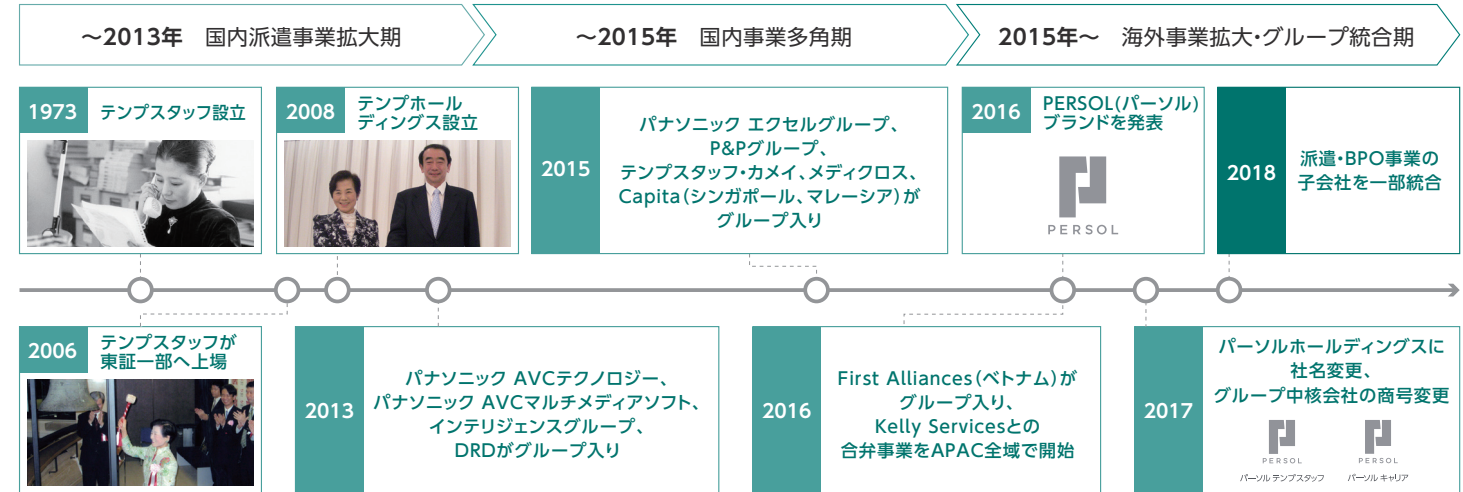 ～2013年 国内派遣事業拡大期
～2015年 国内事業多角期
2015年～ 海外事業拡大・グループ統合期
1973
テンプスタッフ設立
2008
テンプホール
ディングス設立
2015
パナソニック エクセルグループ、
P&Pグループ、
テンプスタッフ・カメイ、メディクロス、
Capita（シンガポール、マレーシア）が
グループ入り
2016
PERSOL(パーソル)
ブランドを発表
PERSOL
2018
派遣・BPO事業の
子会社を一部統合
2006
テンプスタッフが
東証一部へ上場
2013
パナソニック AVCテクノロジー、
パナソニック AVCマルチメディアソフト、
インテリジェンスグループ、
DRDがグループ入り
2016
First Alliances（ベトナム）が
グループ入り、
Kelly Servicesとの
合弁事業をAPAC全域で開始
2017
パーソルホールディングスに
社名変更、
グループ中核会社の商号変更
PERSOL
パーソル テンプスタッフ
PERSOL
パーソル キャリア